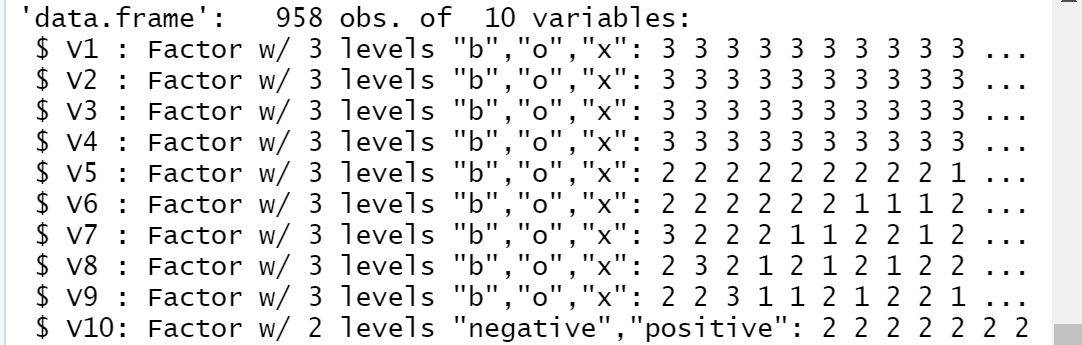 'data.frame':   958 obs. of  10 variables:
 $ V1 : Factor w/ 3 levels "b","o","x": 3 3 3 3 3 3 3 3 3 3 ...
 $ V2 : Factor w/ 3 levels "b","o","x": 3 3 3 3 3 3 3 3 3 3 ...
 $ V3 : Factor w/ 3 levels "b","o","x": 3 3 3 3 3 3 3 3 3 3 ...
 $ V4 : Factor w/ 3 levels "b","o","x": 3 3 3 3 3 3 3 3 3 3 ...
 $ V5 : Factor w/ 3 levels "b","o","x": 2 2 2 2 2 2 2 2 2 1 ...
 $ V6 : Factor w/ 3 levels "b","o","x": 2 2 2 2 2 2 1 1 1 2 ...
 $ V7 : Factor w/ 3 levels "b","o","x": 3 2 2 2 1 1 2 2 1 2 ...
 $ V8 : Factor w/ 3 levels "b","o","x": 2 3 2 1 2 1 2 1 2 2 ...
 $ V9 : Factor w/ 3 levels "b","o","x": 2 2 3 1 1 2 1 2 2 1 ...
 $ V10: Factor w/ 2 levels "negative","positive": 2 2 2 2 2 2 2